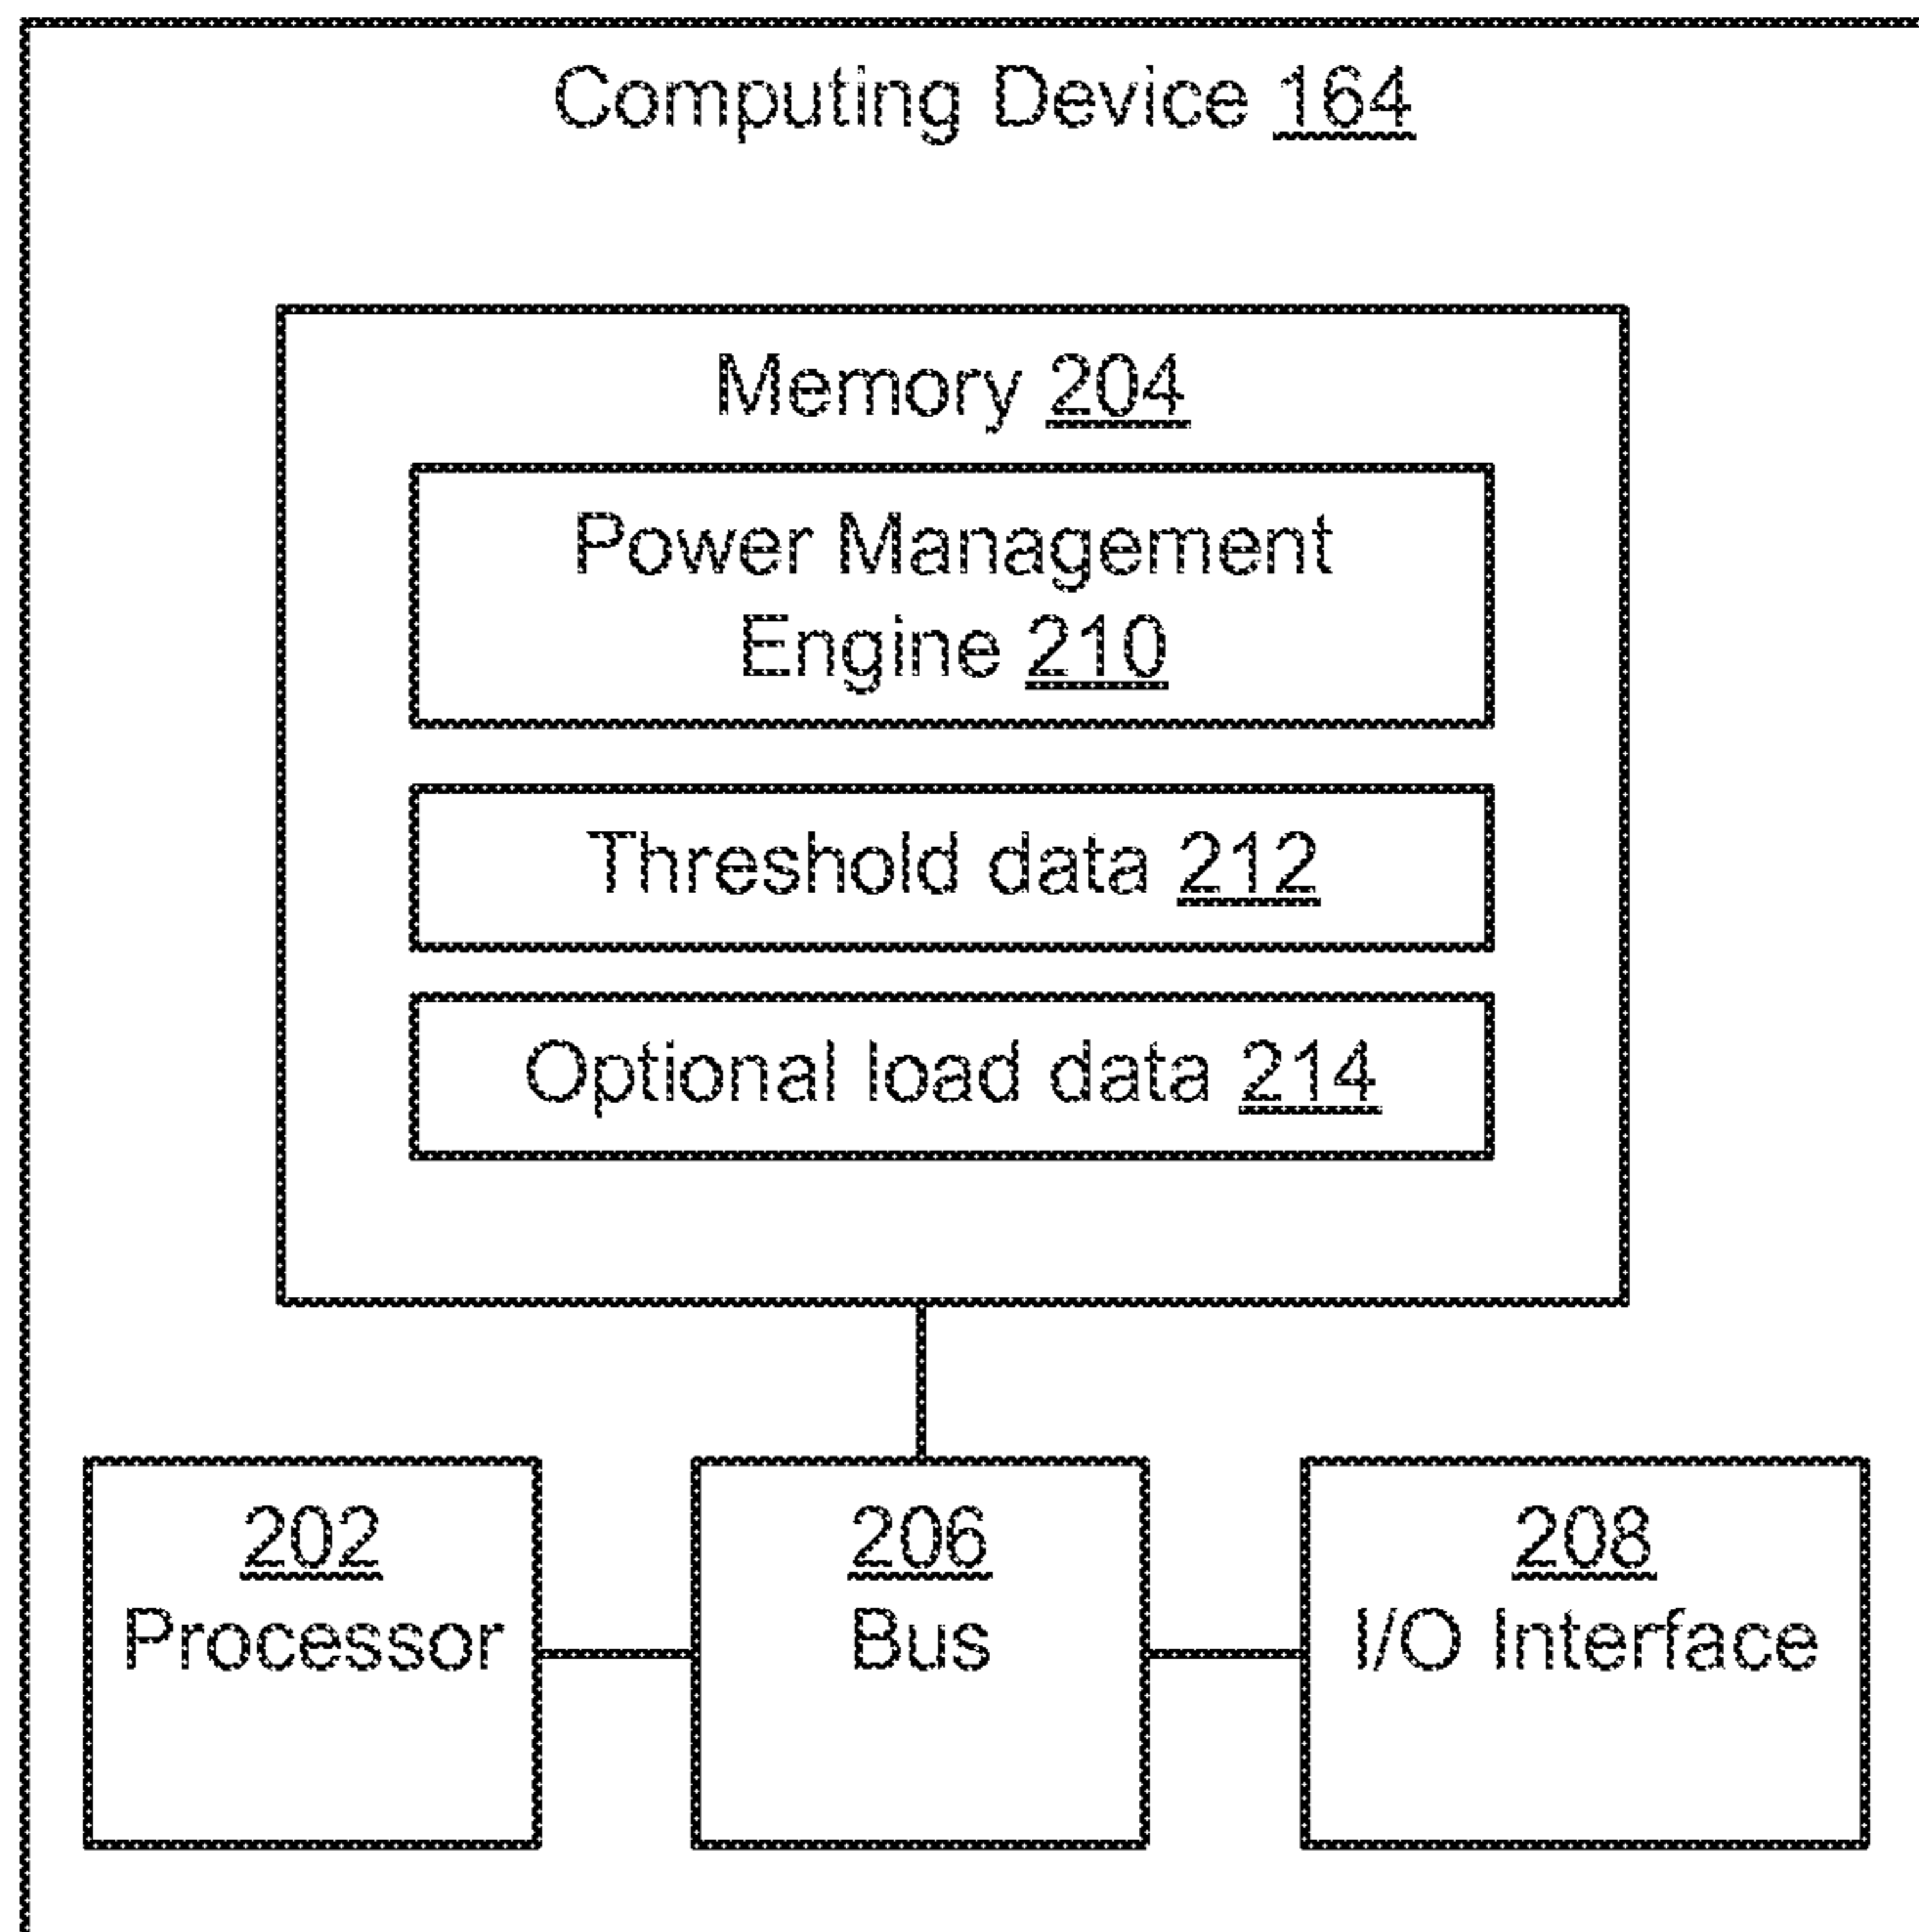 Computing Device 164
Memory 204
Power Management
Engine 210
Threshold data 212
Optional load data 214
202
Processor
206
Bus
208
I/O Interface